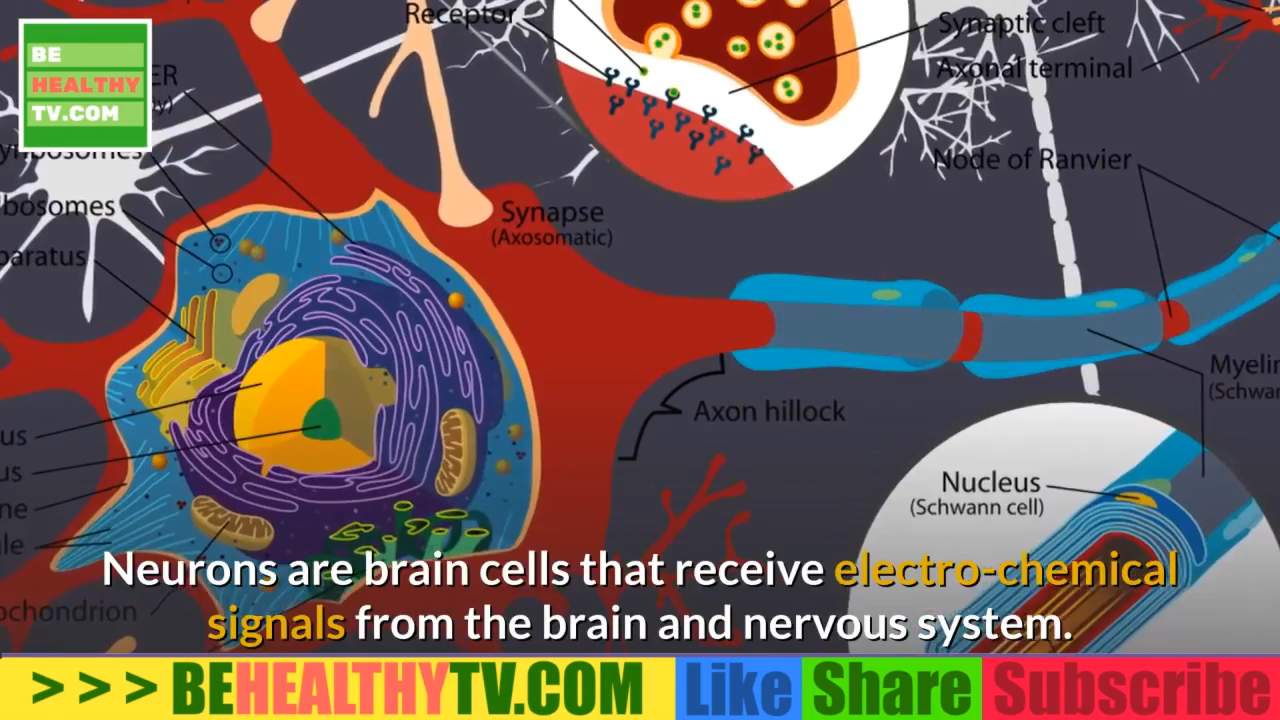 BE
HEALTHY
TV.COM
Receptor
Synaptic cleft
Axonal terminal
Node of Ranvier
Synapse
(Axosomatic)
Axon hillock
Nucleus
(Schwann cell)
Neurons are brain cells that receive electro-chemical
signals from the brain and nervous system.
> > > BEHEALTHYTV.COM Like Share Subscribe